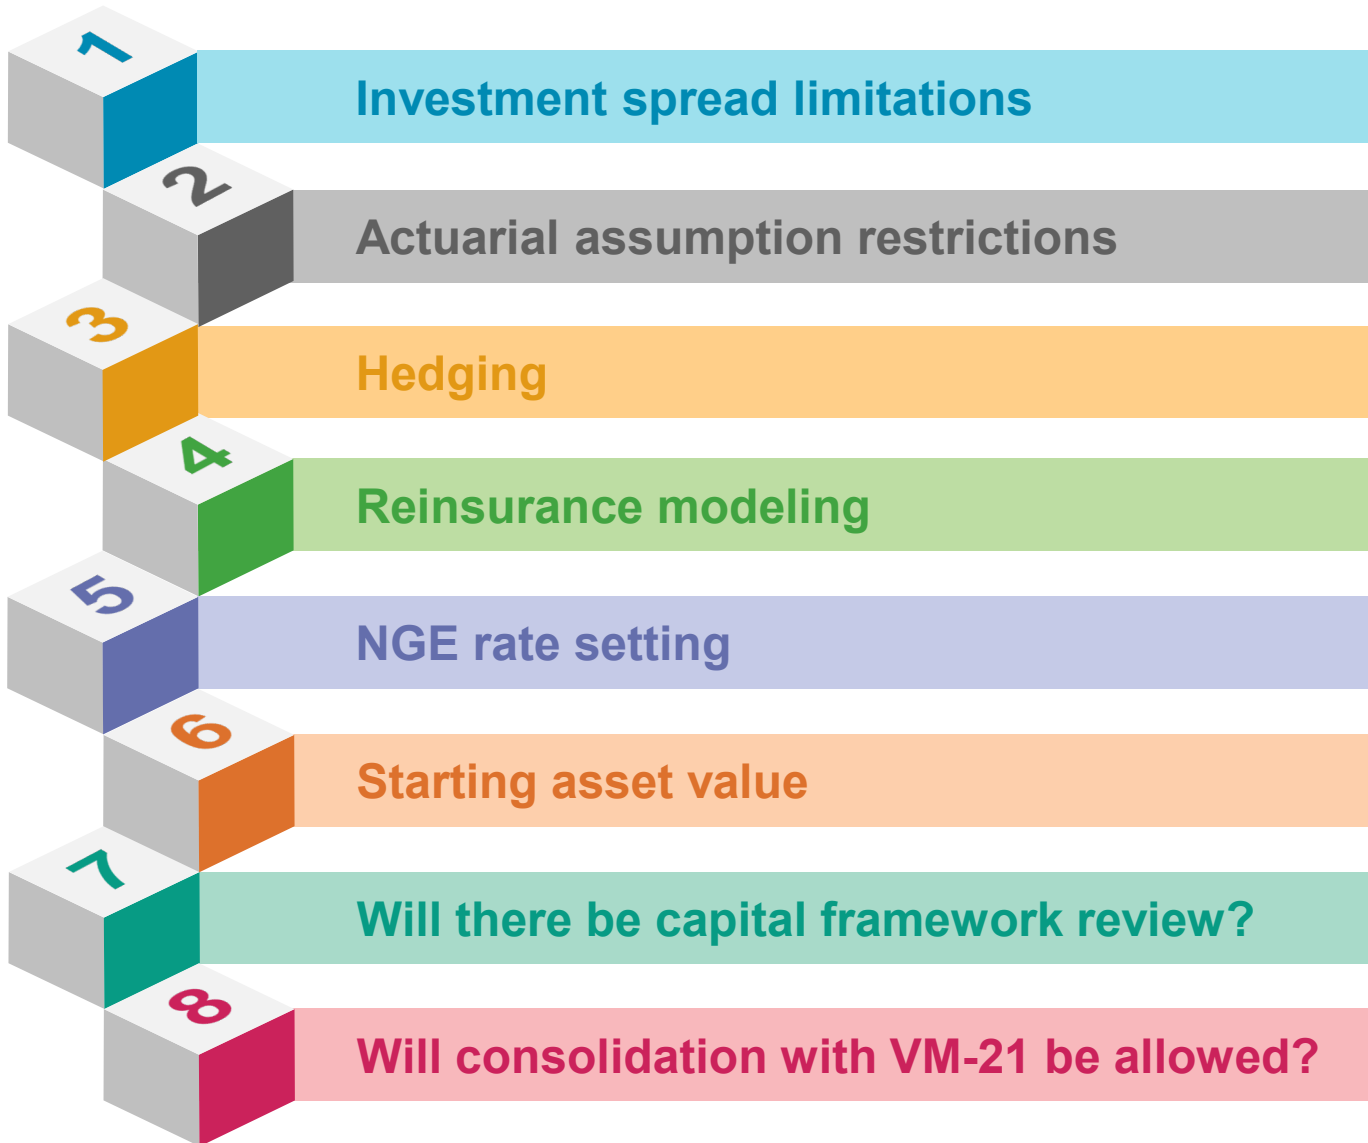 1
Investment spread limitations
2
Actuarial assumption restrictions
3
Hedging
4
Reinsurance modeling
5
NGE rate setting
6
Starting asset value
7
Will there be capital framework review?
8
Will consolidation with VM-21 be allowed?